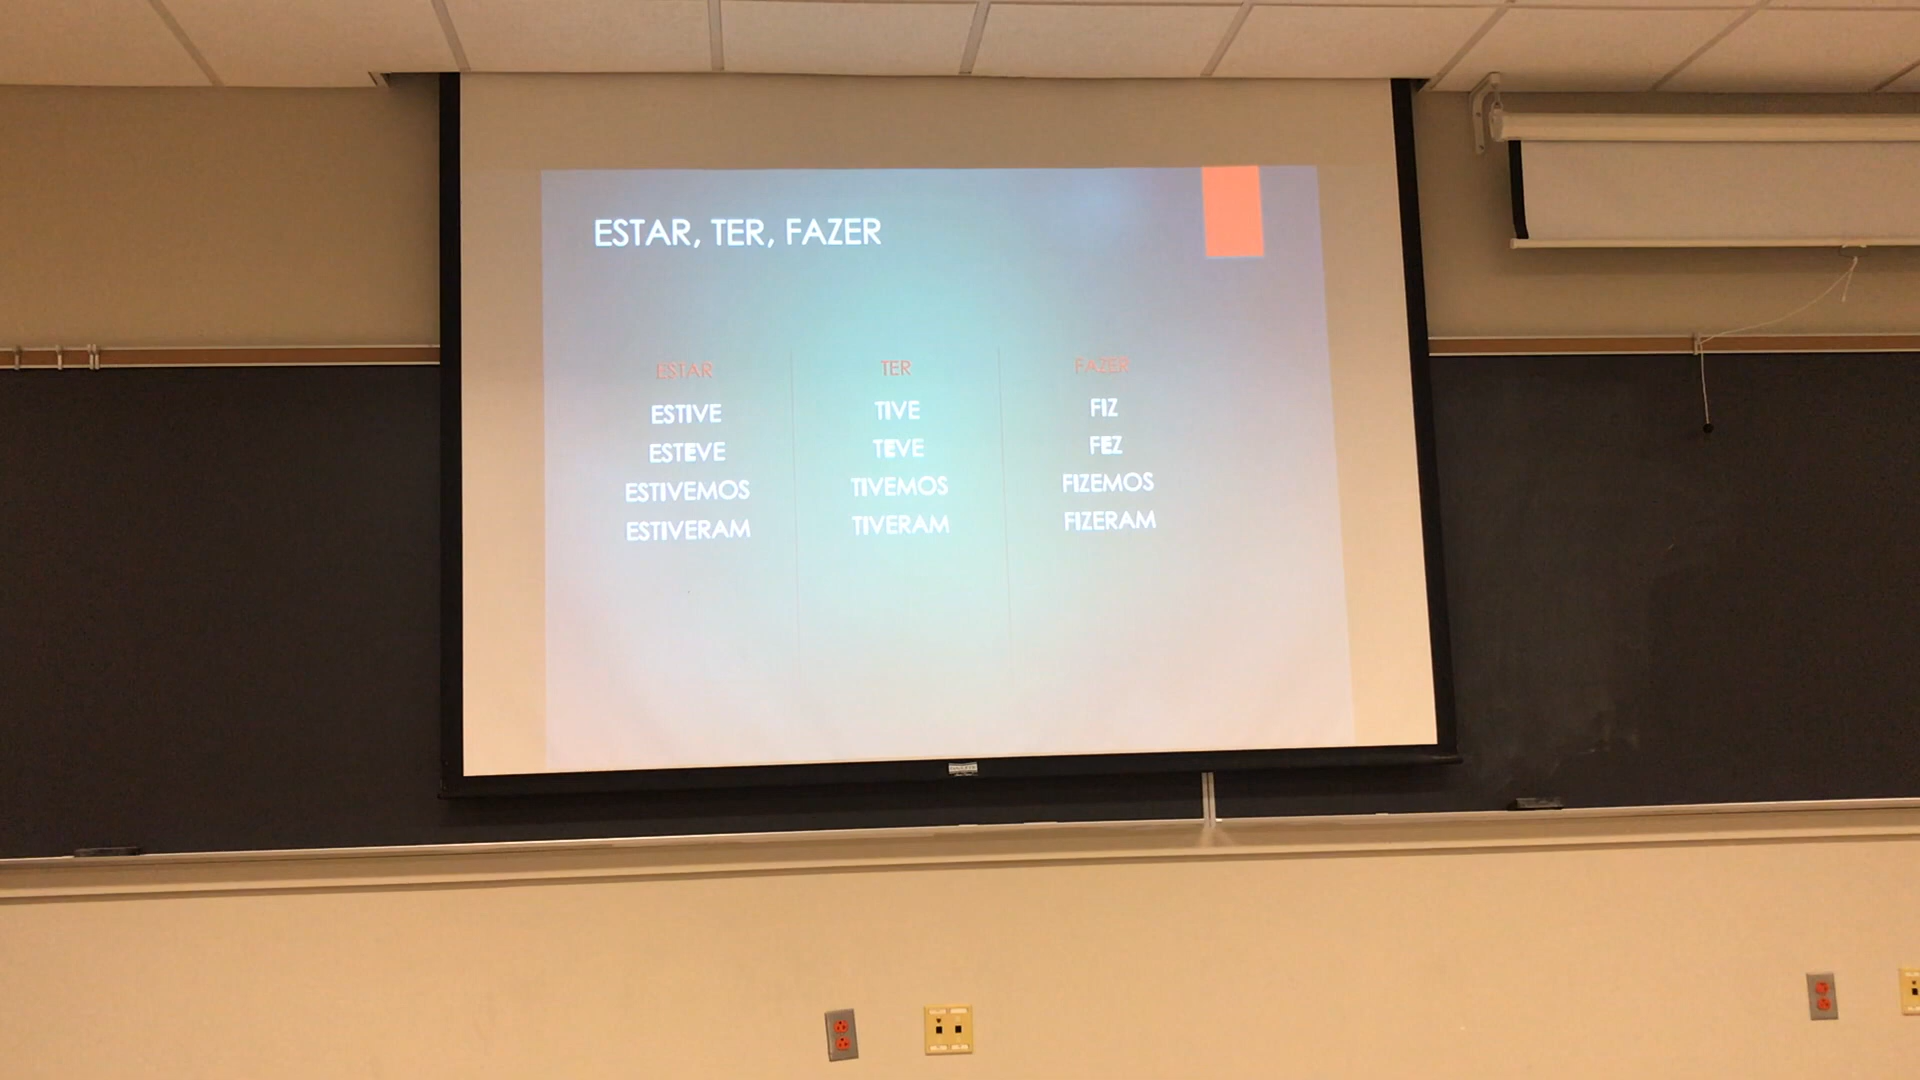 ESTAR, TER, FAZER
ESTAR TER FAZER
ESTIVE TIVE FIZ
ESTEVE TEVE FEZ
ESTIVEMOS TIVEMOS FIZEMOS
ESTIVERAM TIVERAM FIZERAM